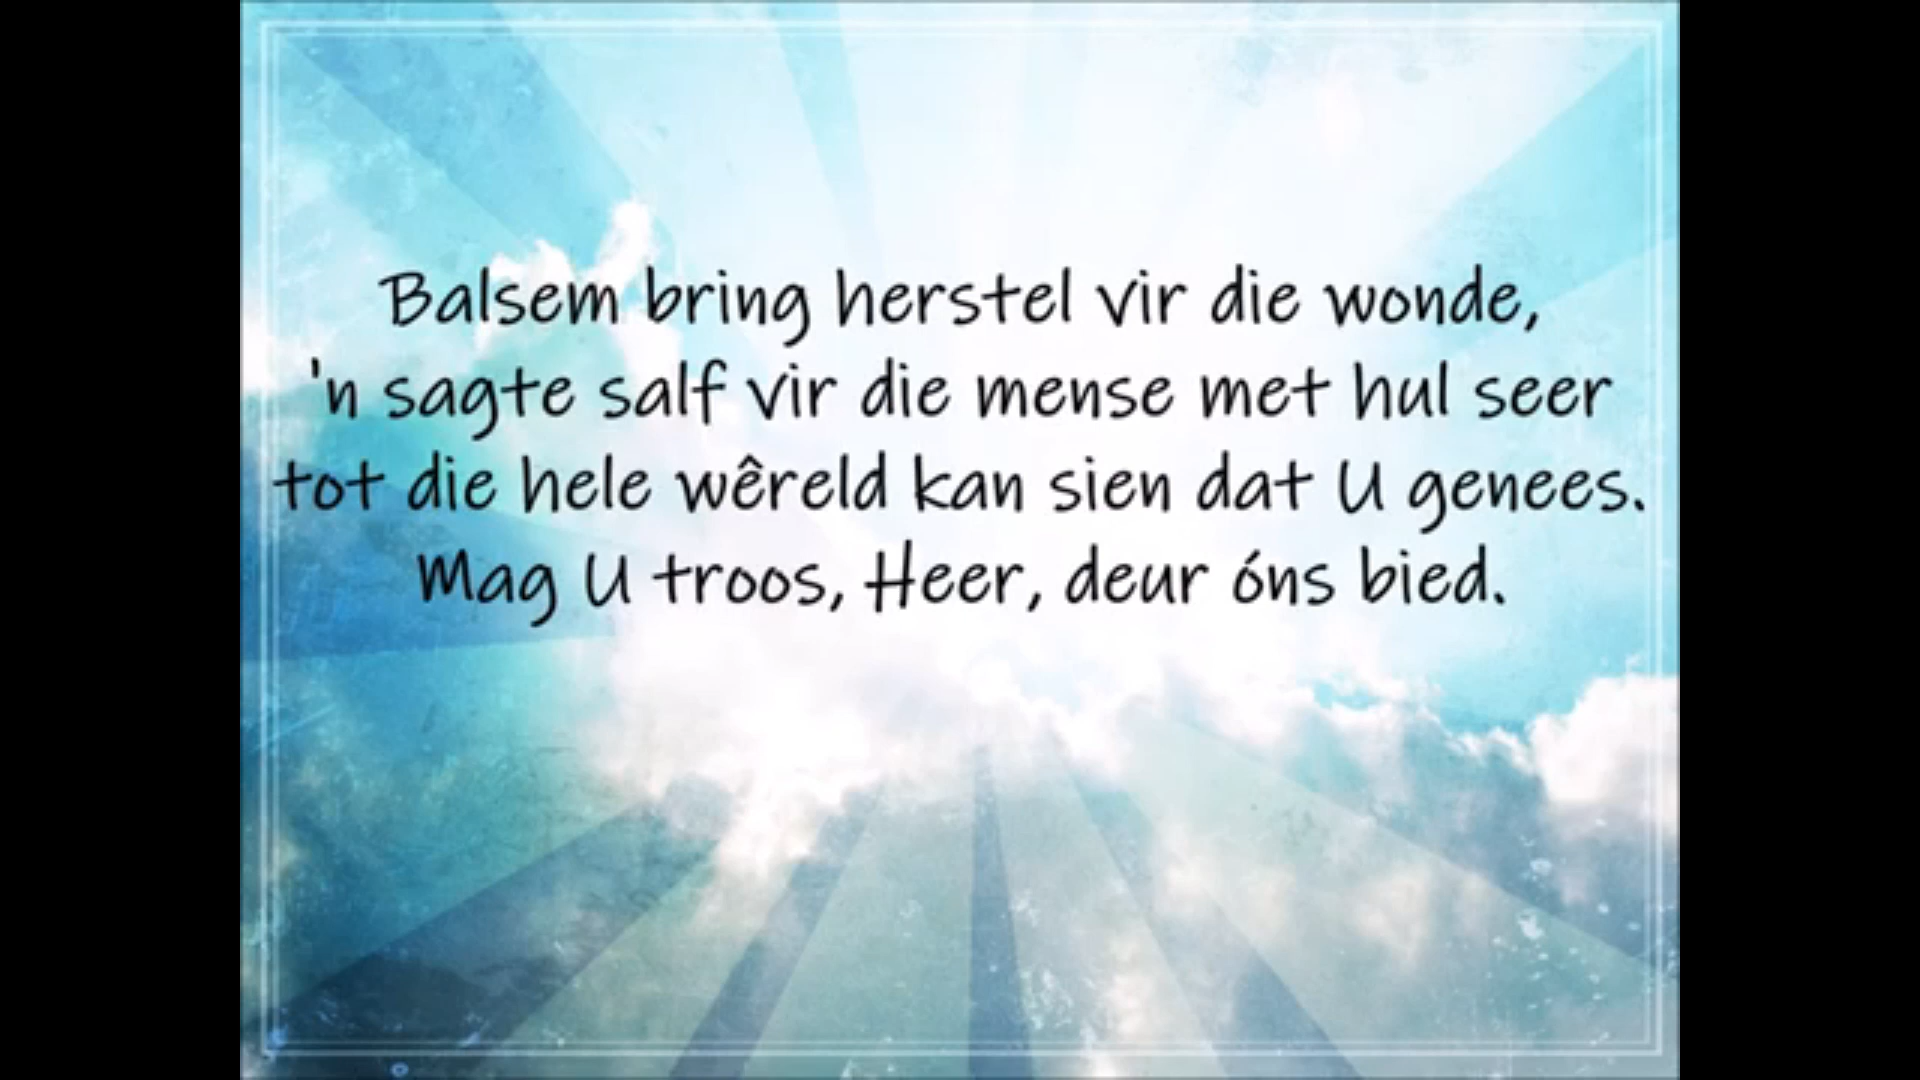 Balsem bring herstel vir die wonde,
'n sagte salf vir die mense met hul seer
tot die hele wêreld kan sien dat U genees.
Mag U troos, Heer, deur óns bied.